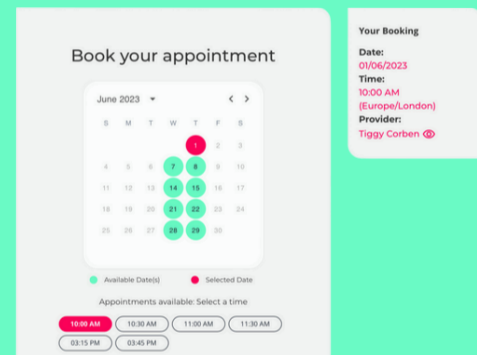 Book your appointment
June 2023
S M T W T F S
1 2 3
4 5 6 7 8 9 10
11 12 13 14 15 16 17
18 19 20 21 22 23 24
25 26 27 28 29 30
Available Date(s) Selected Date
Appointments available: Select a time
10:00 AM 10:30 AM 11:00 AM 11:30 AM
03:15 PM 03:45 PM
Your Booking
Date:
01/06/2023
Time:
10:00 AM
(Europe/London)
Provider:
Tiggy Corben